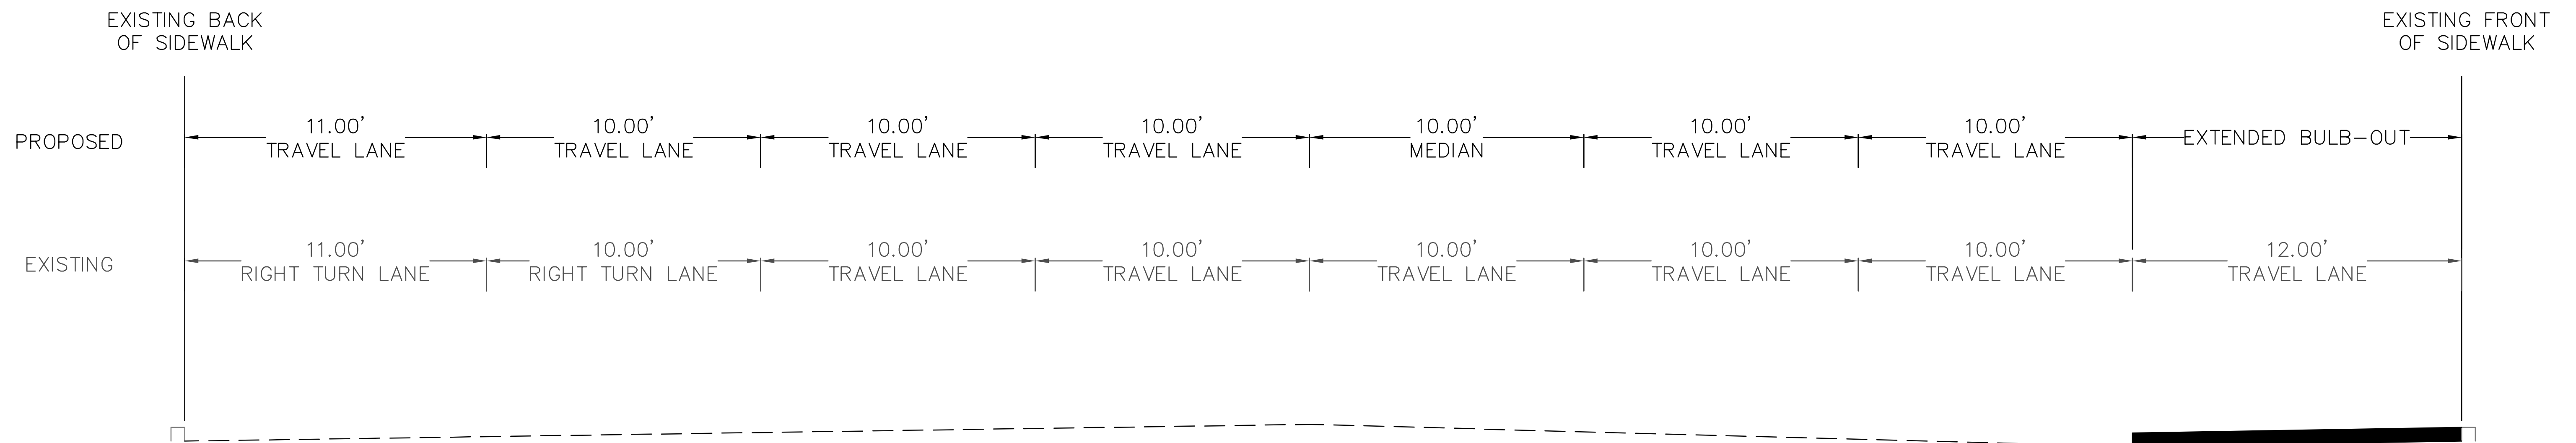 EXISTING BACK
OF SIDEWALK
EXISTING FRONT
OF SIDEWALK
PROPOSED
11.00'
TRAVEL LANE
10.00'
TRAVEL LANE
10.00'
TRAVEL LANE
10.00'
TRAVEL LANE
10.00'
MEDIAN
10.00'
TRAVEL LANE
10.00'
TRAVEL LANE
EXTENDED BULB-OUT
EXISTING
11.00'
RIGHT TURN LANE
10.00'
RIGHT TURN LANE
10.00'
TRAVEL LANE
10.00'
TRAVEL LANE
10.00'
TRAVEL LANE
10.00'
TRAVEL LANE
10.00'
TRAVEL LANE
12.00'
TRAVEL LANE